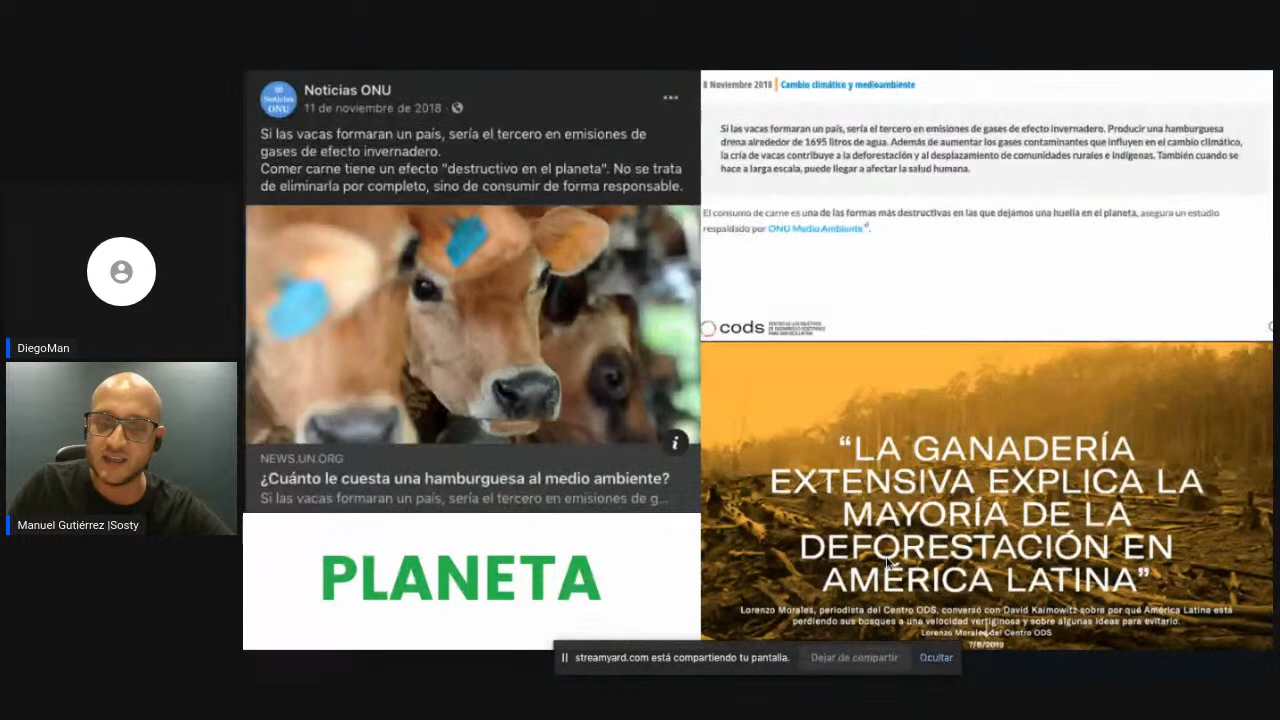 DiegoMan
Manuel Gutiérrez |Sosty
Noticias ONU
Noticias
ONU
11 de noviembre de 2018
Si las vacas formaran un país, sería el tercero en emisiones de
gases de efecto invernadero.
Comer carne tiene un efecto "destructivo en el planeta". No se trata
de eliminarla por completo, sino de consumir de forma responsable.
NEWS.UN.ORG
¿Cuánto le cuesta una hamburguesa al medio ambiente?
Si las vacas formaran un país, sería el tercero en emisiones de g...
PLANETA
8 Noviembre 2018 | Cambio climático y medioambiente
Si las vacas formaran un país, sería el tercero en emisiones de gases de efecto invernadero. Producir una hamburguesa
drena alrededor de 1695 litros de agua. Además de aumentar los gases contaminantes que influyen en el cambio climático,
la cría de vacas contribuye a la deforestación y al desplazamiento de comunidades rurales e indígenas. También cuando se
hace a larga escala, puede llegar a afectar la salud humana.
El consumo de carne es una de las formas más destructivas en las que dejamos una huella en el planeta, asegura un estudio
respaldado por ONU Medio Ambiente.
cods
“LA GANADERÍA
EXTENSIVA EXPLICA LA
MAYORÍA DE LA
DEFORESTACIÓN EN
AMÉRICA LATINA”
Lorenzo Morales, periodista del Centro ODS, conversó con David Kaimowitz sobre por qué América Latina está
perdiendo sus bosques a una velocidad vertiginosa y sobre algunas ideas para evitarlo.
Lorenzo Morales del Centro ODS
7/8/2019
streamyard.com está compartiendo tu pantalla.
Dejar de compartir
Ocultar